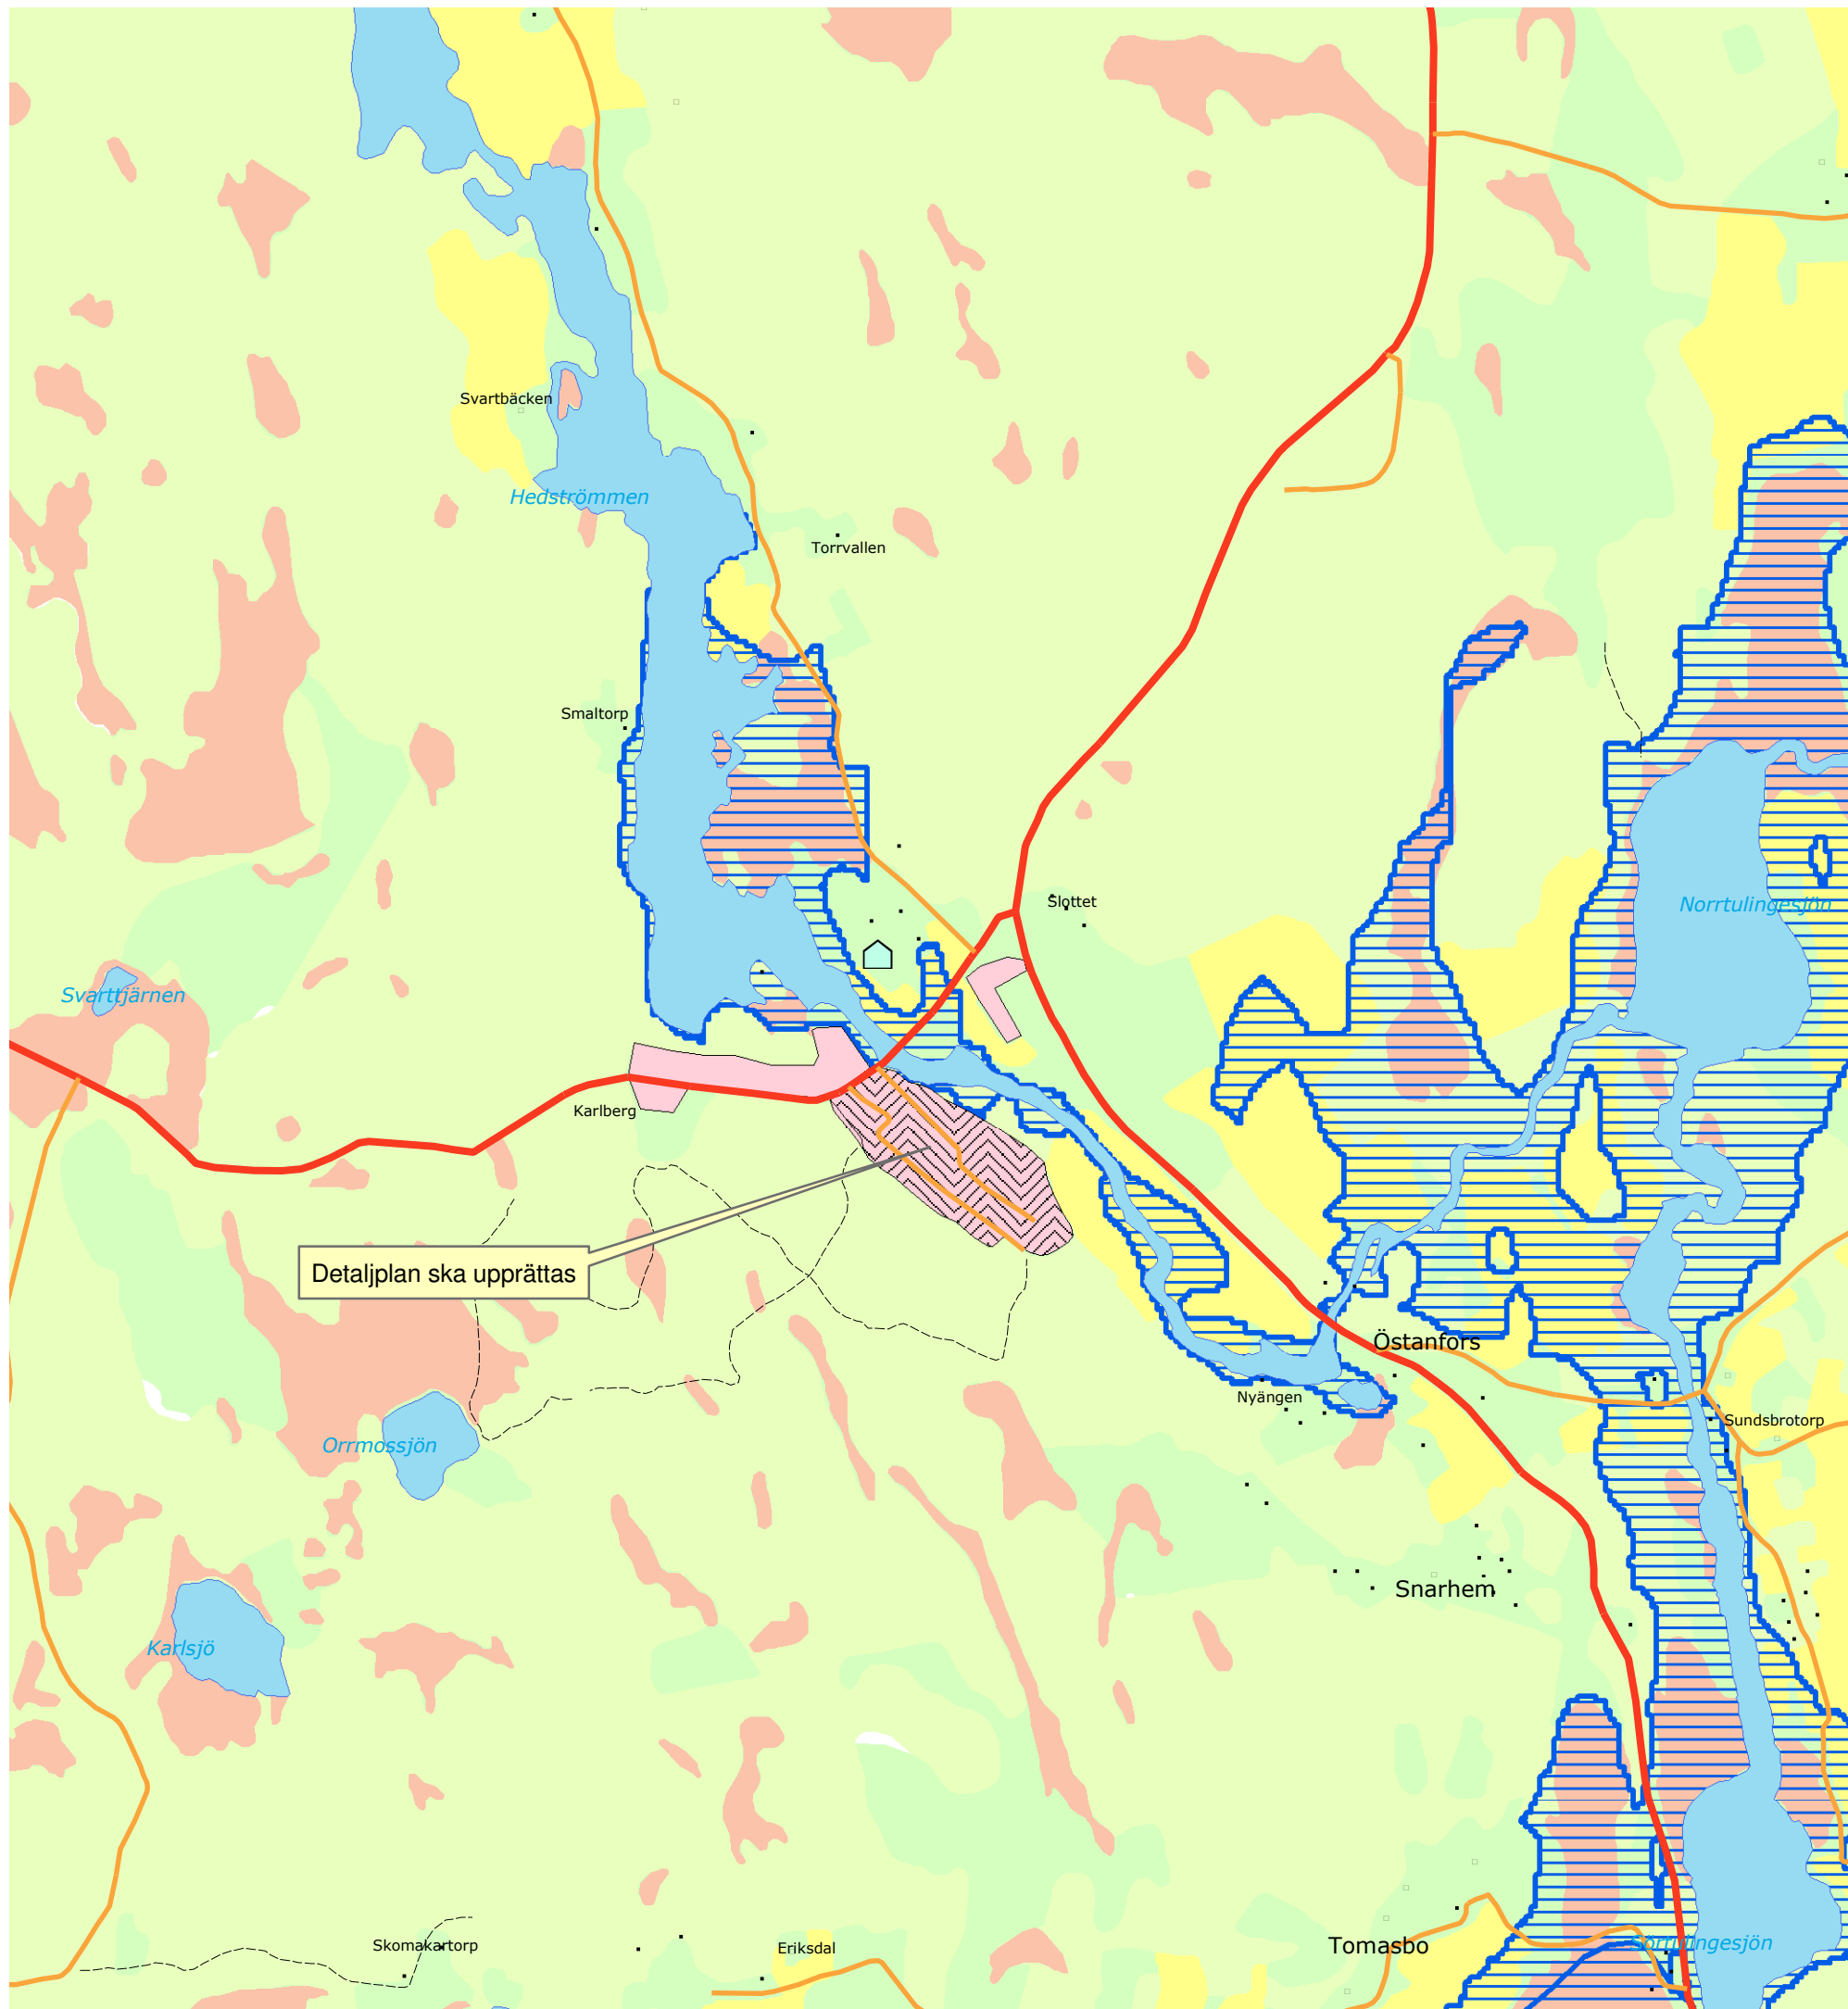 Svartbäcken
Hedströmmen
Torrvallen
Smaltorp
Slottet
Norrtulingesjön
Svarttjärnen
Karlberg
Detaljplan ska upprättas
Östanfors
Nyängen
Sundsbrotorp
Orrmossjön
Snarhem
Karlsjö
Skomakartorp
Eriksdal
Tomasbo
Sörrtulingesjön